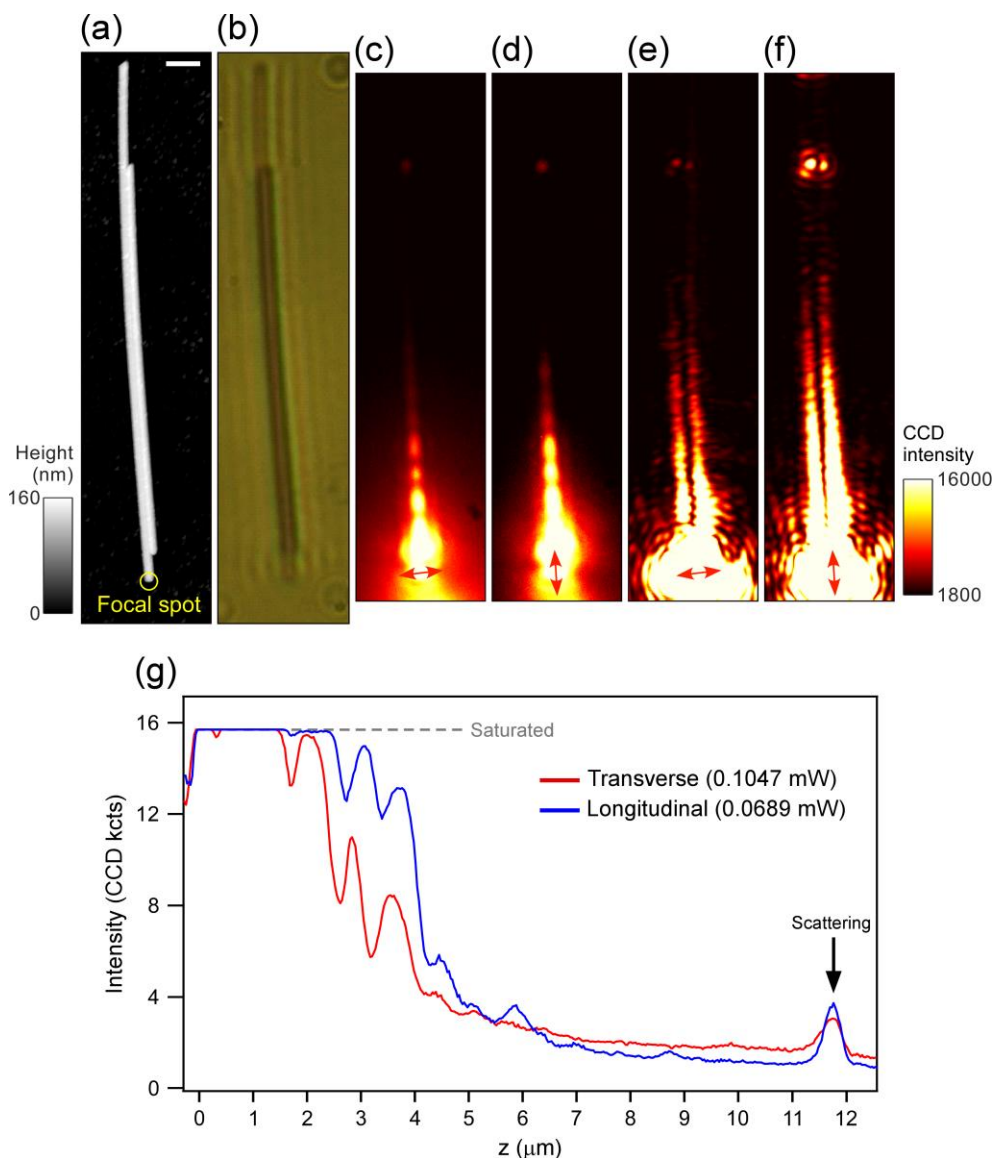 (a)
(b)
(c)
(d)
(e)
(f)
Height
(nm)
160
0
Focal spot
CCD
intensity
16000
1800
(g)
Intensity (CCD kcts)
16
12
8
4
0
Saturated
Transverse (0.1047 mW)
Longitudinal (0.0689 mW)
Scattering
0 1 2 3 4 5 6 7 8 9 10 11 12
z (μm)